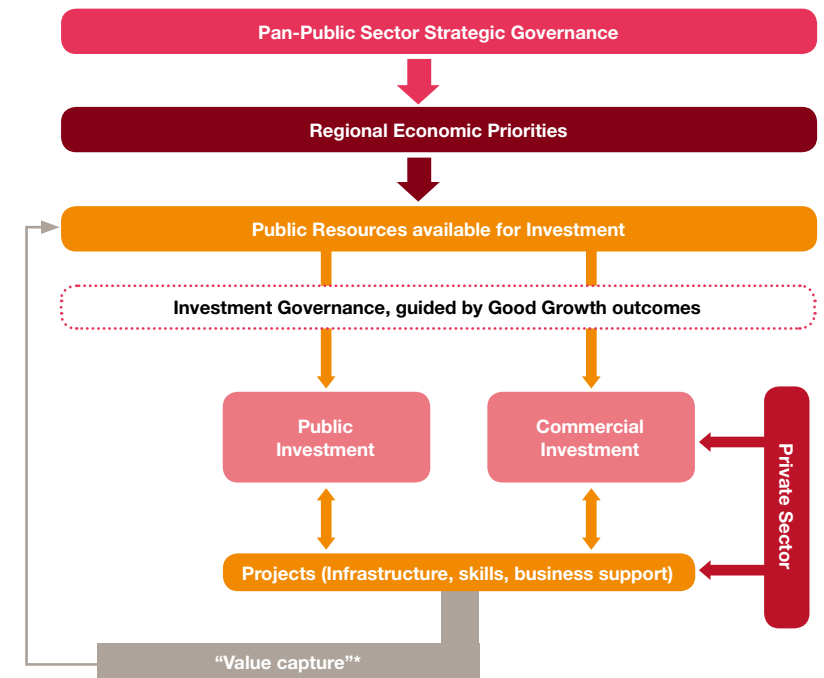 Pan-Public Sector Strategic Governance
Regional Economic Priorities
Public Resources available for Investment
Investment Governance, guided by Good Growth outcomes
Public
Investment
Commercial
Investment
Private Sector
Projects (Infrastructure, skills, business support)
“Value capture”*